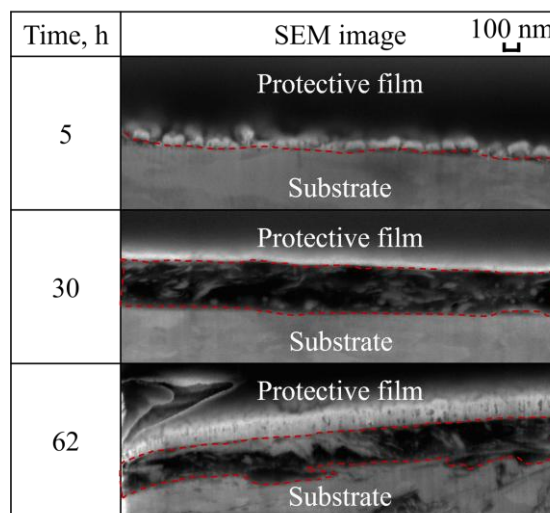 Time, h
SEM image
100 nm
5
Protective film
Substrate
30
Protective film
Substrate
62
Protective film
Substrate